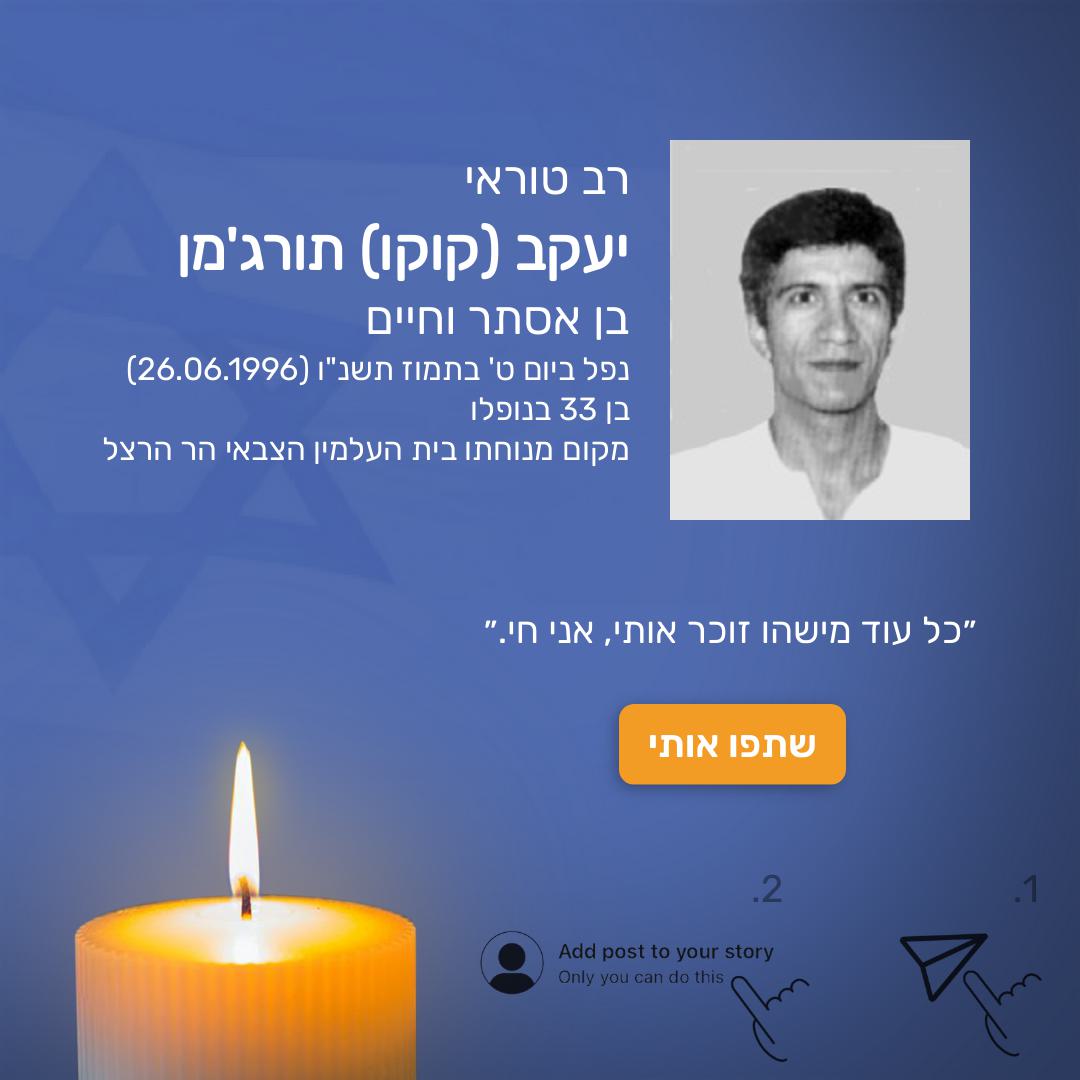 רב טוראי
יעקב (קוקו) תורג'מן
בן אסתר וחיים
נפל ביום ט' בתמוז תשנ"ו (26.06.1996)
בן 33 בנופלו
מקום מנוחתו בית העלמין הצבאי הר הרצל
״כל עוד מישהו זוכר אותי, אני חי.״
שתפו אותי
.1
.2
Add post to your story
Only you can do this